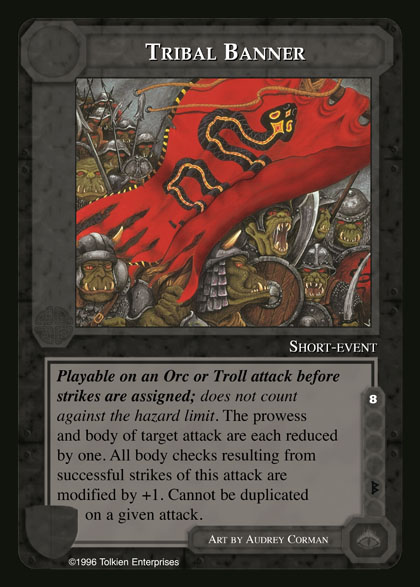 Tribal Banner
Short-event
Playable on an Orc or Troll attack before
strikes are assigned; does not count
against the hazard limit. The prowess
and body of target attack are each reduced
by one. All body checks resulting from
successful strikes of this attack are
modified by +1. Cannot be duplicated
on a given attack.
8
Art by Audrey Corman
©1996 Tolkien Enterprises